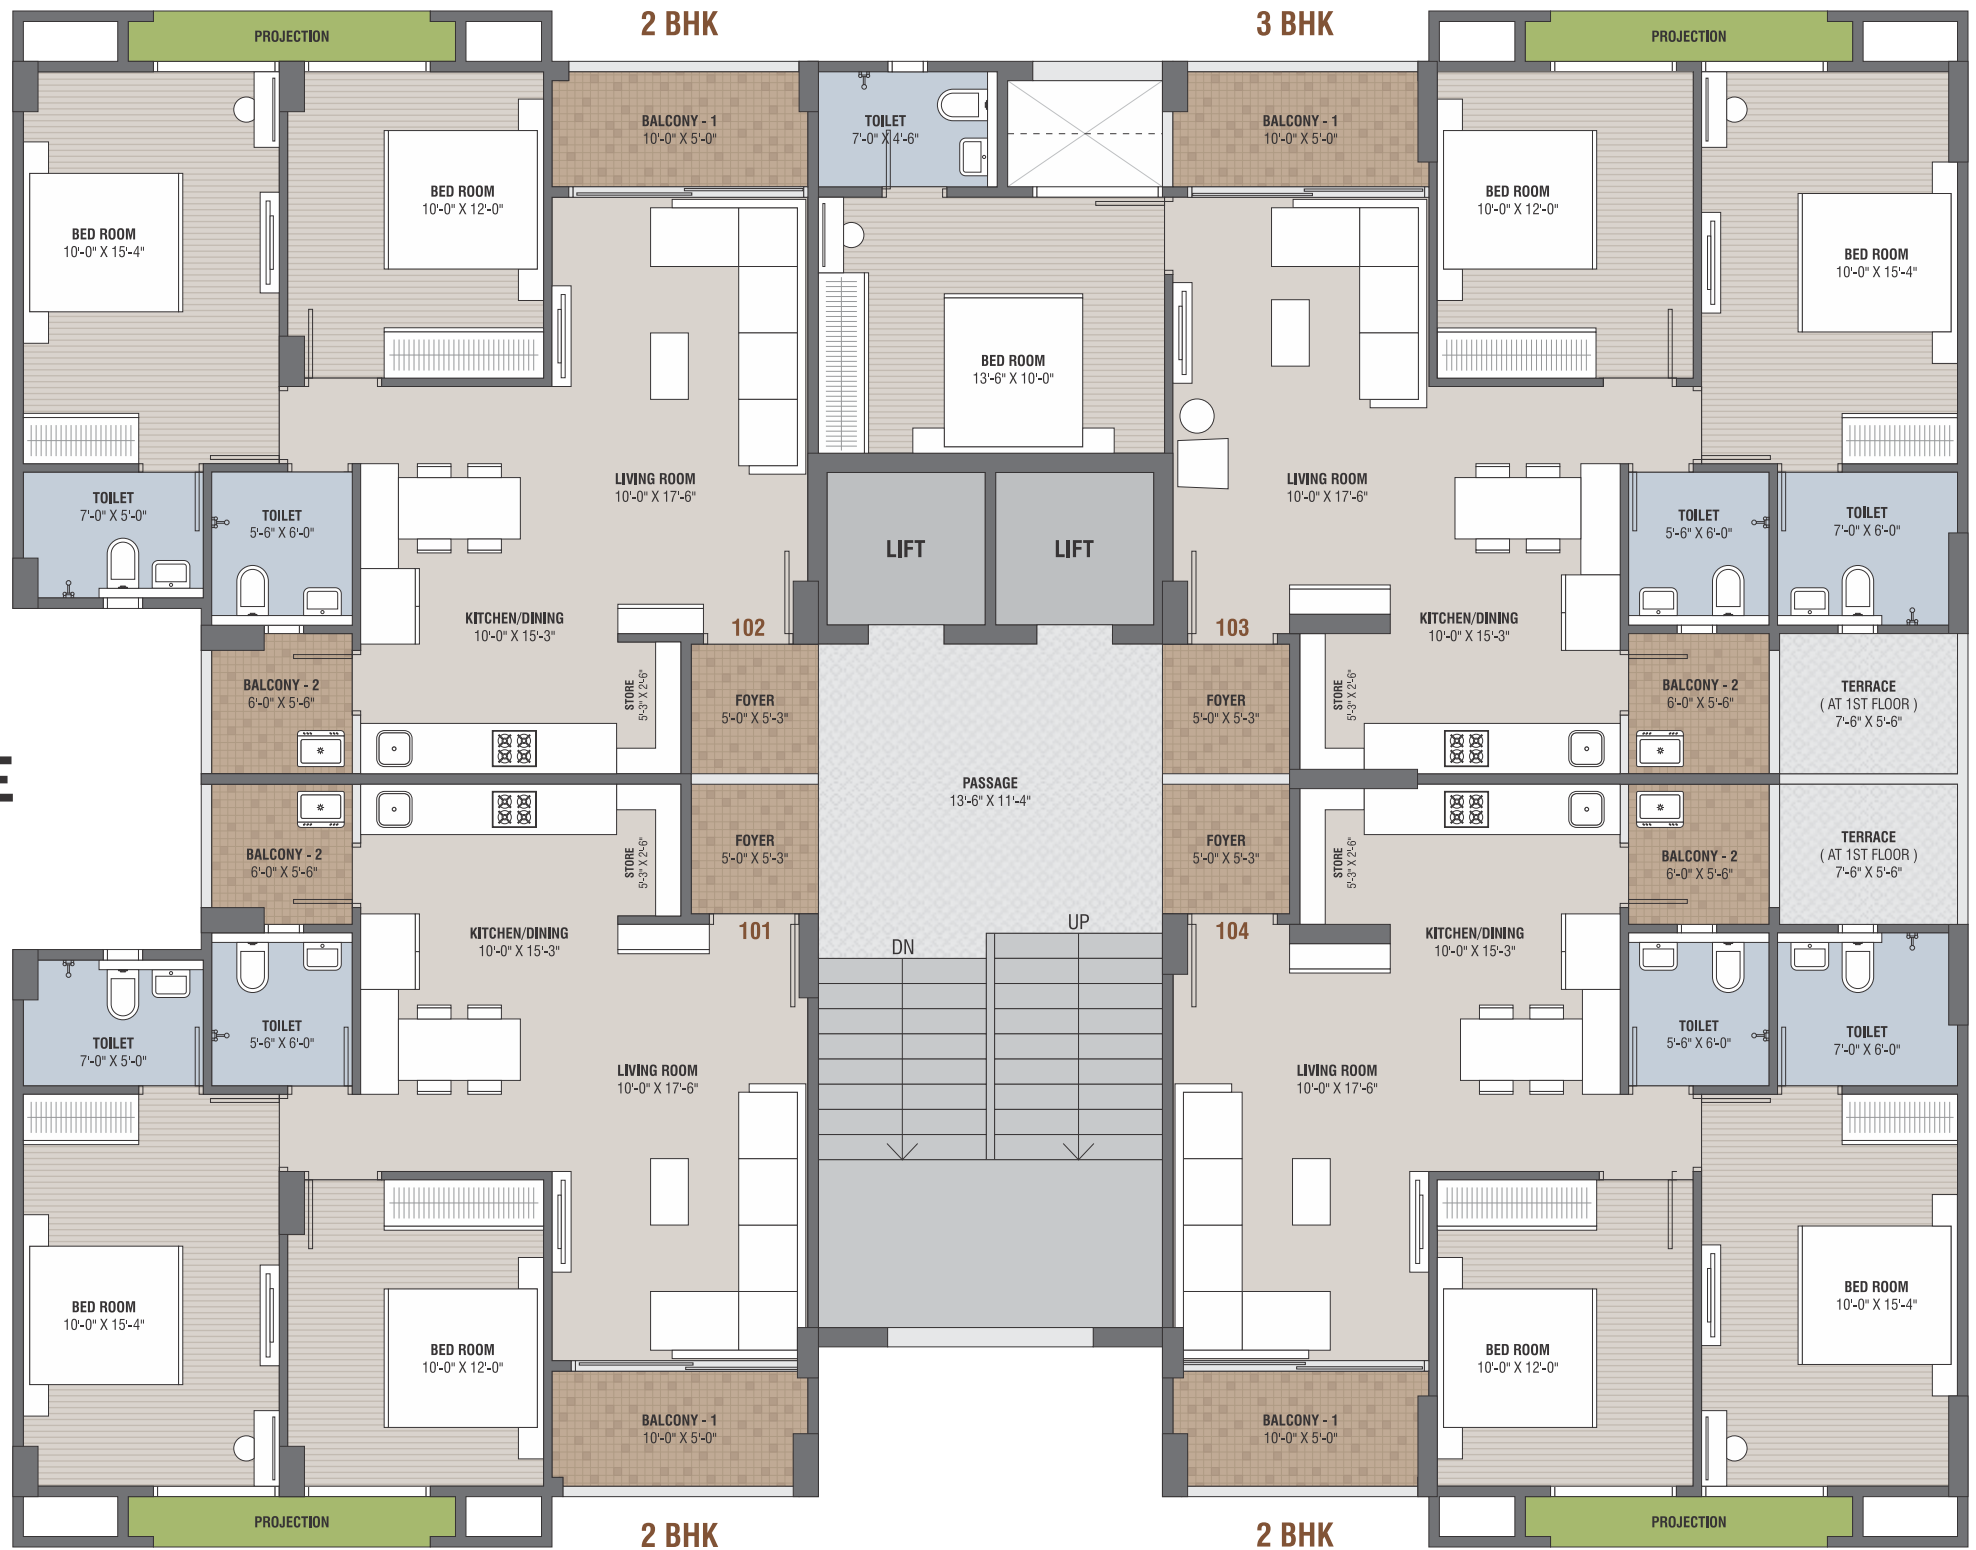 2 BHK
3 BHK
PROJECTION
PROJECTION
BALCONY - 1
10'-0" X 5'-0"
TOILET
7'-0" X 4'-6"
BALCONY - 1
10'-0" X 5'-0"
BED ROOM
10'-0" X 15'-4"
BED ROOM
10'-0" X 12'-0"
BED ROOM
10'-0" X 12'-0"
BED ROOM
10'-0" X 15'-4"
BED ROOM
13'-6" X 10'-0"
LIVING ROOM
10'-0" X 17'-6"
LIVING ROOM
10'-0" X 17'-6"
TOILET
7'-0" X 5'-0"
TOILET
5'-6" X 6'-0"
LIFT
LIFT
TOILET
5'-6" X 6'-0"
TOILET
7'-0" X 6'-0"
KITCHEN/DINING
10'-0" X 15'-3"
102
103
KITCHEN/DINING
10'-0" X 15'-3"
BALCONY - 2
6'-0" X 5'-6"
STORE
5'-3" X 2'-6"
FOYER
5'-0" X 5'-3"
FOYER
5'-0" X 5'-3"
STORE
5'-3" X 2'-6"
BALCONY - 2
6'-0" X 5'-6"
TERRACE
( AT 1ST FLOOR )
7'-6" X 5'-6"
E
PASSAGE
13'-6" X 11'-4"
BALCONY - 2
6'-0" X 5'-6"
STORE
5'-3" X 2'-6"
FOYER
5'-0" X 5'-3"
FOYER
5'-0" X 5'-3"
STORE
5'-3" X 2'-6"
BALCONY - 2
6'-0" X 5'-6"
TERRACE
( AT 1ST FLOOR )
7'-6" X 5'-6"
KITCHEN/DINING
10'-0" X 15'-3"
101
DN
UP
104
KITCHEN/DINING
10'-0" X 15'-3"
TOILET
7'-0" X 5'-0"
TOILET
5'-6" X 6'-0"
TOILET
5'-6" X 6'-0"
TOILET
7'-0" X 6'-0"
LIVING ROOM
10'-0" X 17'-6"
LIVING ROOM
10'-0" X 17'-6"
BED ROOM
10'-0" X 15'-4"
BED ROOM
10'-0" X 12'-0"
BED ROOM
10'-0" X 12'-0"
BED ROOM
10'-0" X 15'-4"
BALCONY - 1
10'-0" X 5'-0"
BALCONY - 1
10'-0" X 5'-0"
PROJECTION
PROJECTION
2 BHK
2 BHK